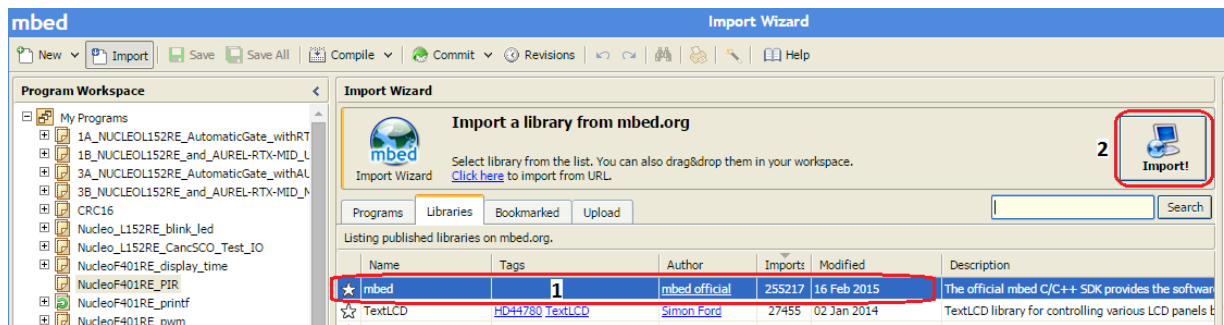 mbed
Import Wizard
New Import Save Save All Compile Commit Revisions Help
Program Workspace <
My Programs
1A_NUCLEOL152RE_AutomaticGate_withRT
1B_NUCLEOL152RE_and_AUREL-RTX-MID_L
3A_NUCLEOL152RE_AutomaticGate_withAU
3B_NUCLEOL152RE_and_AUREL-RTX-MID_N
CRC16
Nucleo_L152RE_blink_led
Nucleo_L152RE_CancSCO_Test_IO
NucleoF401RE_display_time
NucleoF401RE_PIR
NucleoF401RE_printf
NucleoF401RE_pwm
Import Wizard
mbed
Import Wizard
Import a library from mbed.org
Select library from the list. You can also drag&drop them in your workspace.
Click here to import from URL.
2
Import!
Programs Libraries Bookmarked Upload
Search
Listing published libraries on mbed.org.
Name Tags Author Imports Modified Description
mbed 1 mbed official 255217 16 Feb 2015 The official mbed C/C++ SDK provides the softwar
TextLCD HD44780 TextLCD Simon Ford 27455 02 Jan 2014 TextLCD library for controlling various LCD panels b